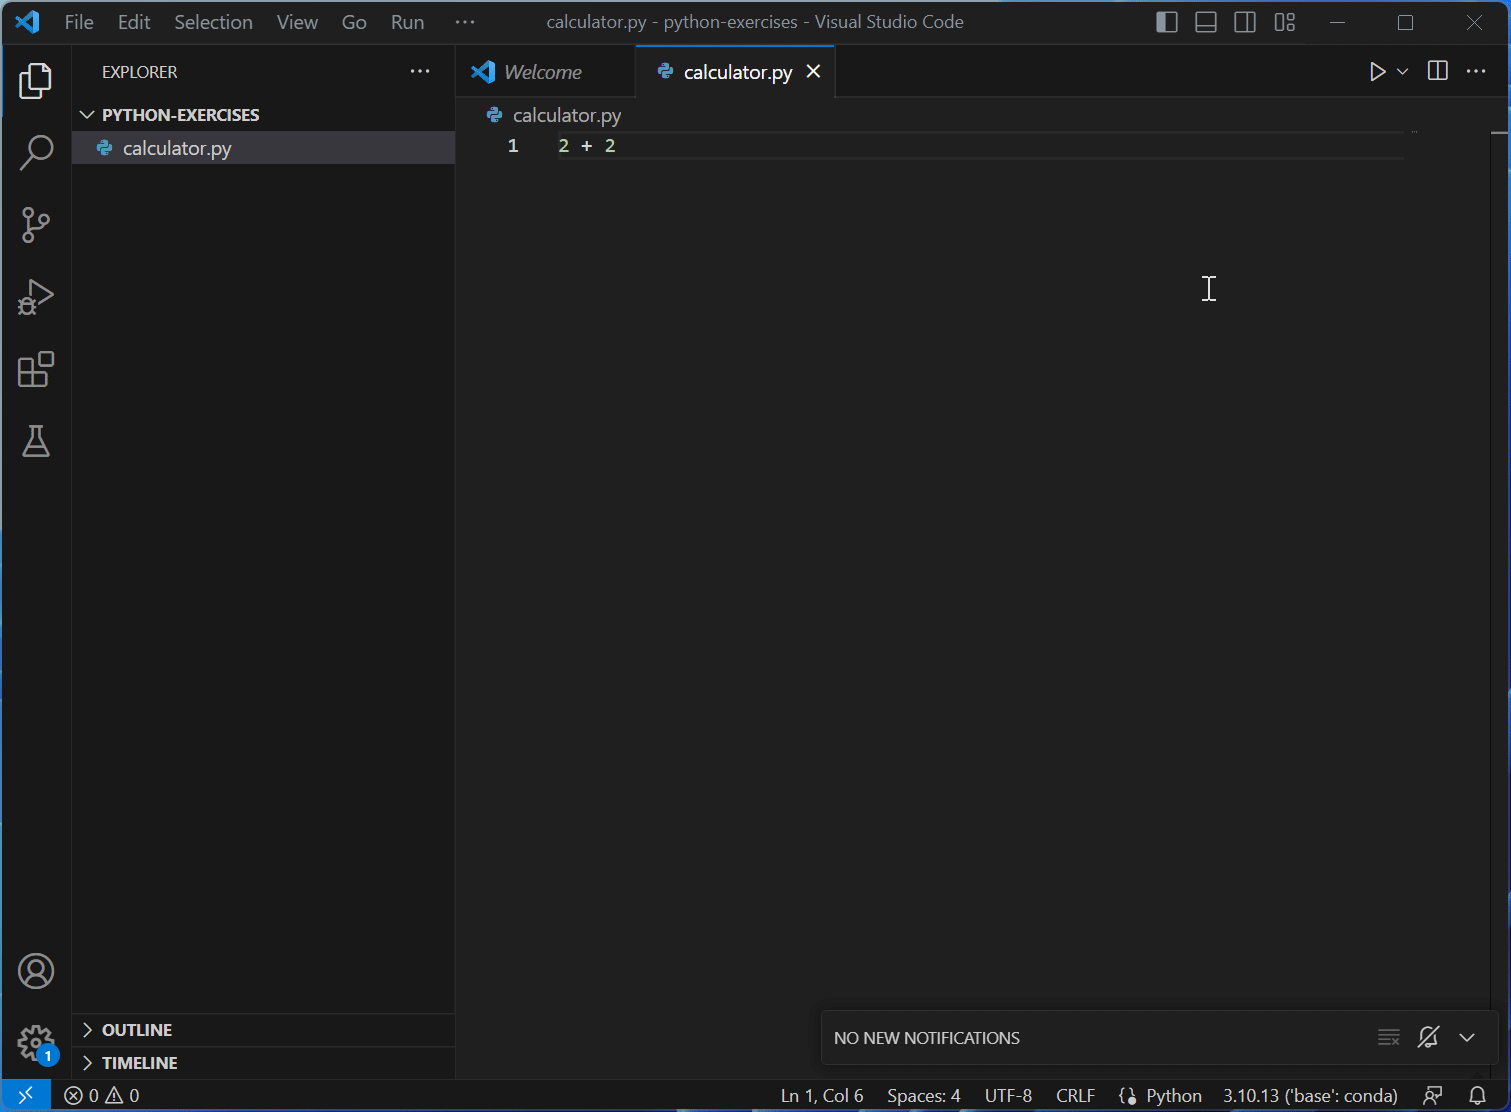 File Edit Selection View Go Run ··· calculator.py - python-exercises - Visual Studio Code
EXPLORER ···
Welcome calculator.py
PYTHON-EXERCISES
calculator.py
calculator.py
1 2 + 2
OUTLINE
TIMELINE
1
NO NEW NOTIFICATIONS
0 0 Ln 1, Col 6 Spaces: 4 UTF-8 CRLF Python 3.10.13 ('base': conda)